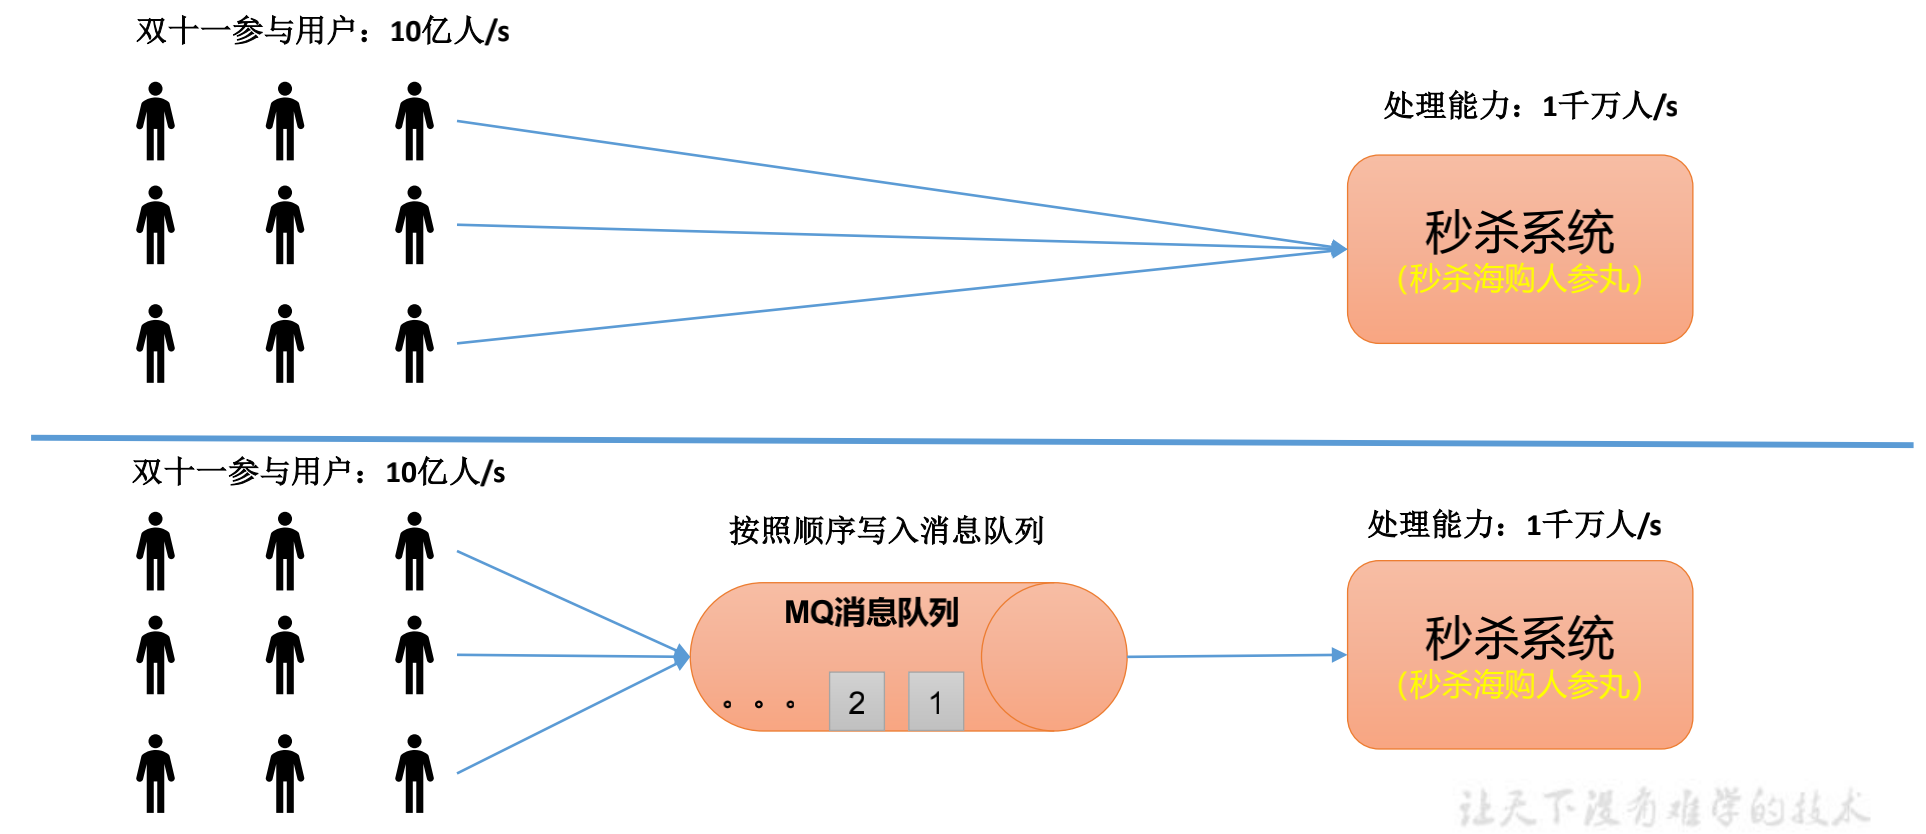 双十一参与用户：10亿人/s
处理能力：1千万人/s
秒杀系统
（秒杀海购人参丸）
双十一参与用户：10亿人/s
按照顺序写入消息队列
处理能力：1千万人/s
MQ消息队列
。。。 2 1
秒杀系统
（秒杀海购人参丸）
让天下没有难学的技术